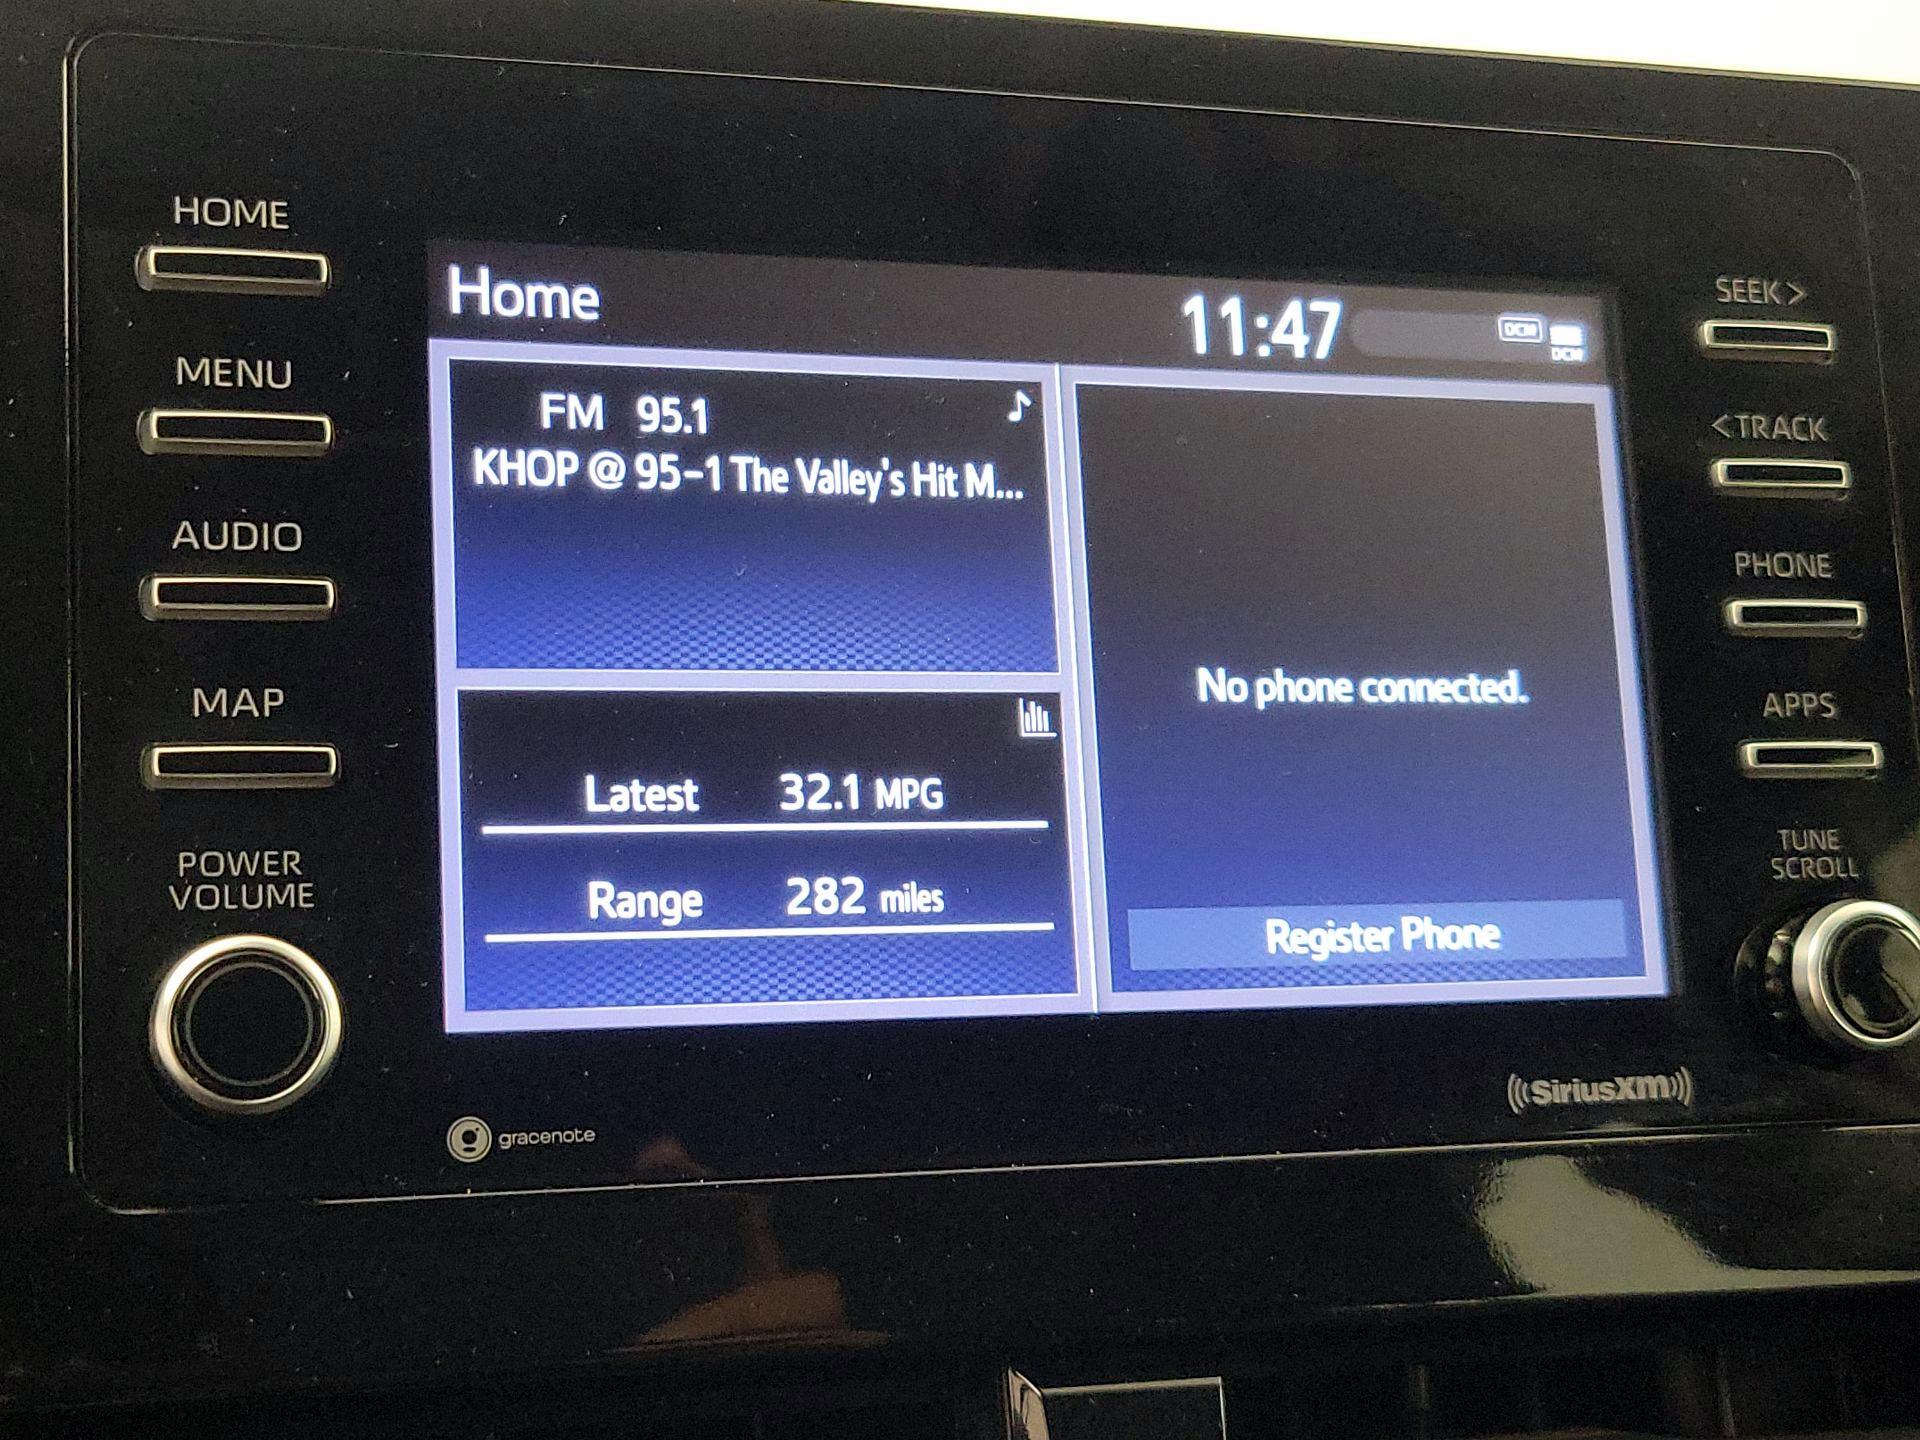 HOME
MENU
AUDIO
MAP
POWER
VOLUME
Home
11:47
DCM
DCM
FM 95.1
KHOP @ 95-1 The Valley's Hit M...
Latest 32.1 MPG
Range 282 miles
No phone connected.
Register Phone
SEEK >
< TRACK
PHONE
APPS
TUNE
SCROLL
gracenote
((SiriusXM))